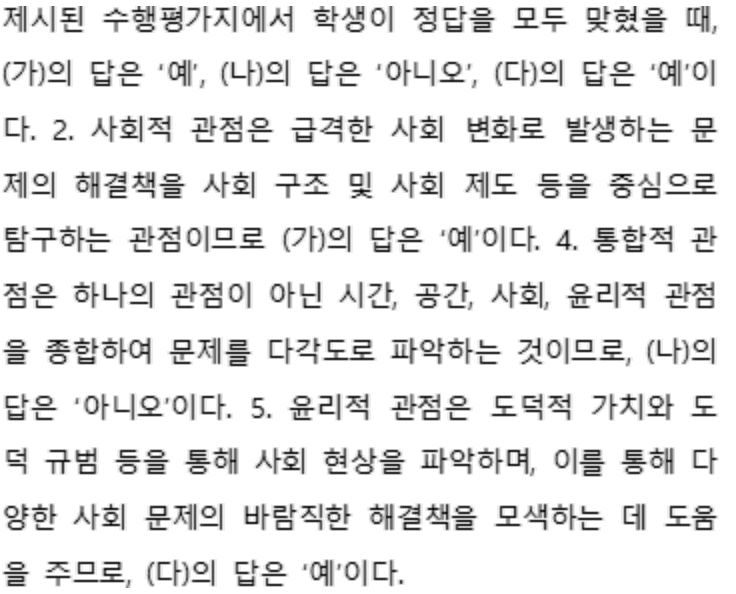 제시된 수행평가지에서 학생이 정답을 모두 맞혔을 때,
(가)의 답은 ‘예’, (나)의 답은 ‘아니오’, (다)의 답은 ‘예’이
다. 2. 사회적 관점은 급격한 사회 변화로 발생하는 문
제의 해결책을 사회 구조 및 사회 제도 등을 중심으로
탐구하는 관점이므로 (가)의 답은 ‘예’이다. 4. 통합적 관
점은 하나의 관점이 아닌 시간, 공간, 사회, 윤리적 관점
을 종합하여 문제를 다각도로 파악하는 것이므로, (나)의
답은 ‘아니오’이다. 5. 윤리적 관점은 도덕적 가치와 도
덕 규범 등을 통해 사회 현상을 파악하며, 이를 통해 다
양한 사회 문제의 바람직한 해결책을 모색하는 데 도움
을 주므로, (다)의 답은 ‘예’이다.